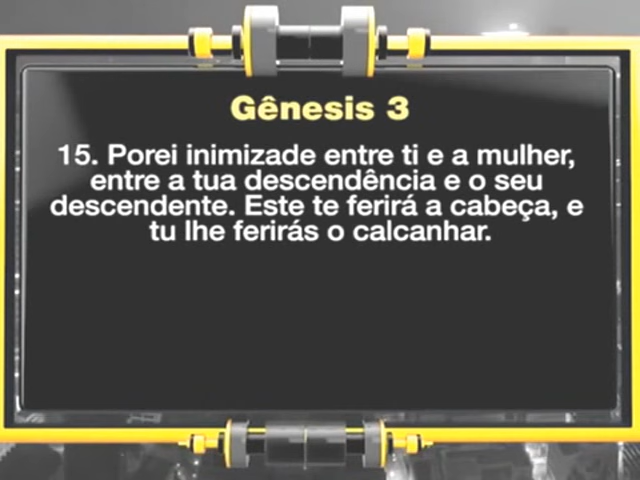 Gênesis 3
15. Porei inimizade entre ti e a mulher,
entre a tua descendência e o seu
descendente. Este te ferirá a cabeça, e
tu lhe ferirás o calcanhar.